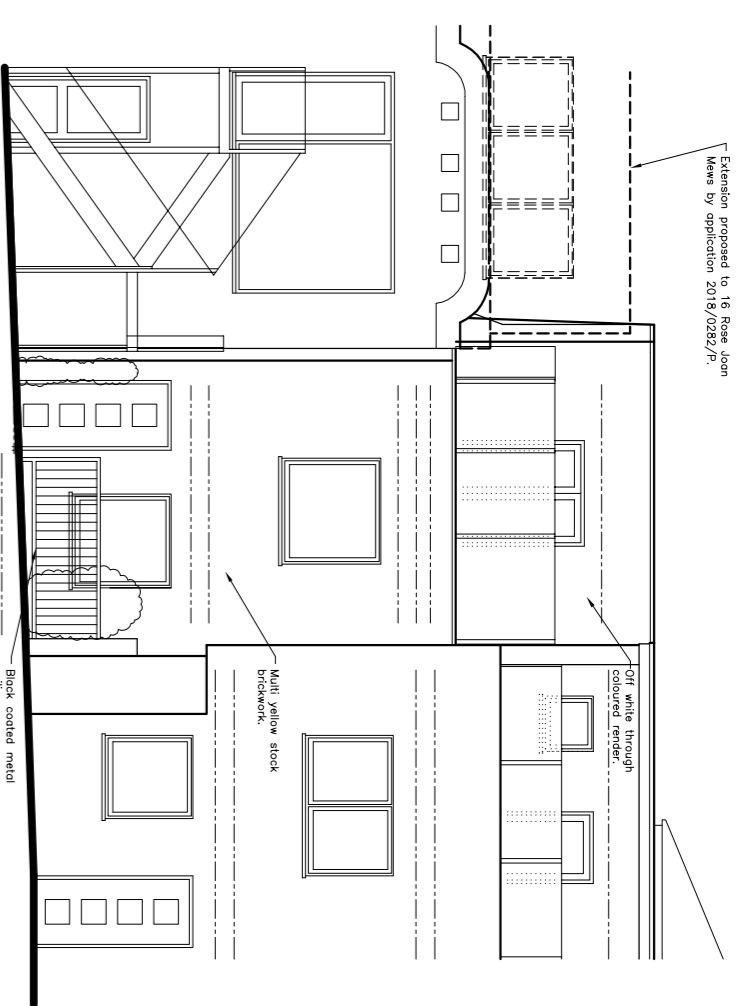 Extension proposed to 16 Rose Joan
Mews by application 2018/0282/P.
Off white through
coloured render.
Multi yellow stock
brickwork.
Black coated metal